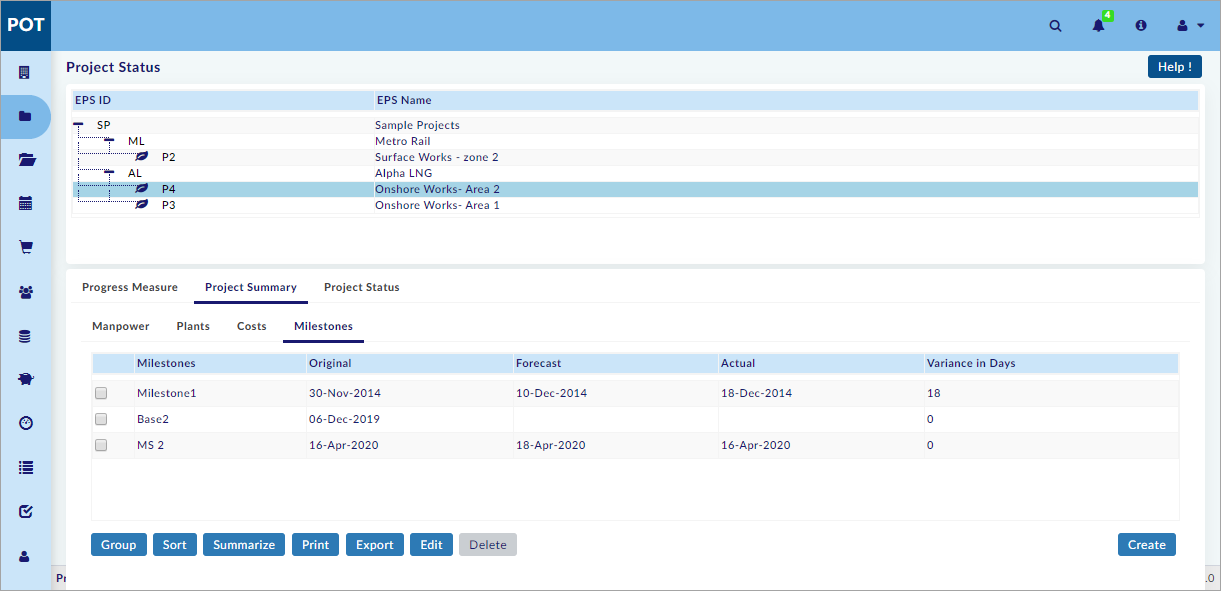 POT
4
Project Status
Help !
EPS ID EPS Name
SP Sample Projects
ML Metro Rail
P2 Surface Works - zone 2
AL Alpha LNG
P4 Onshore Works- Area 2
P3 Onshore Works- Area 1
Progress Measure Project Summary Project Status
Manpower Plants Costs Milestones
Milestones Original Forecast Actual Variance in Days
Milestone1 30-Nov-2014 10-Dec-2014 18-Dec-2014 18
Base2 06-Dec-2019 0
MS 2 16-Apr-2020 18-Apr-2020 16-Apr-2020 0
Group Sort Summarize Print Export Edit Delete Create
Pr .0